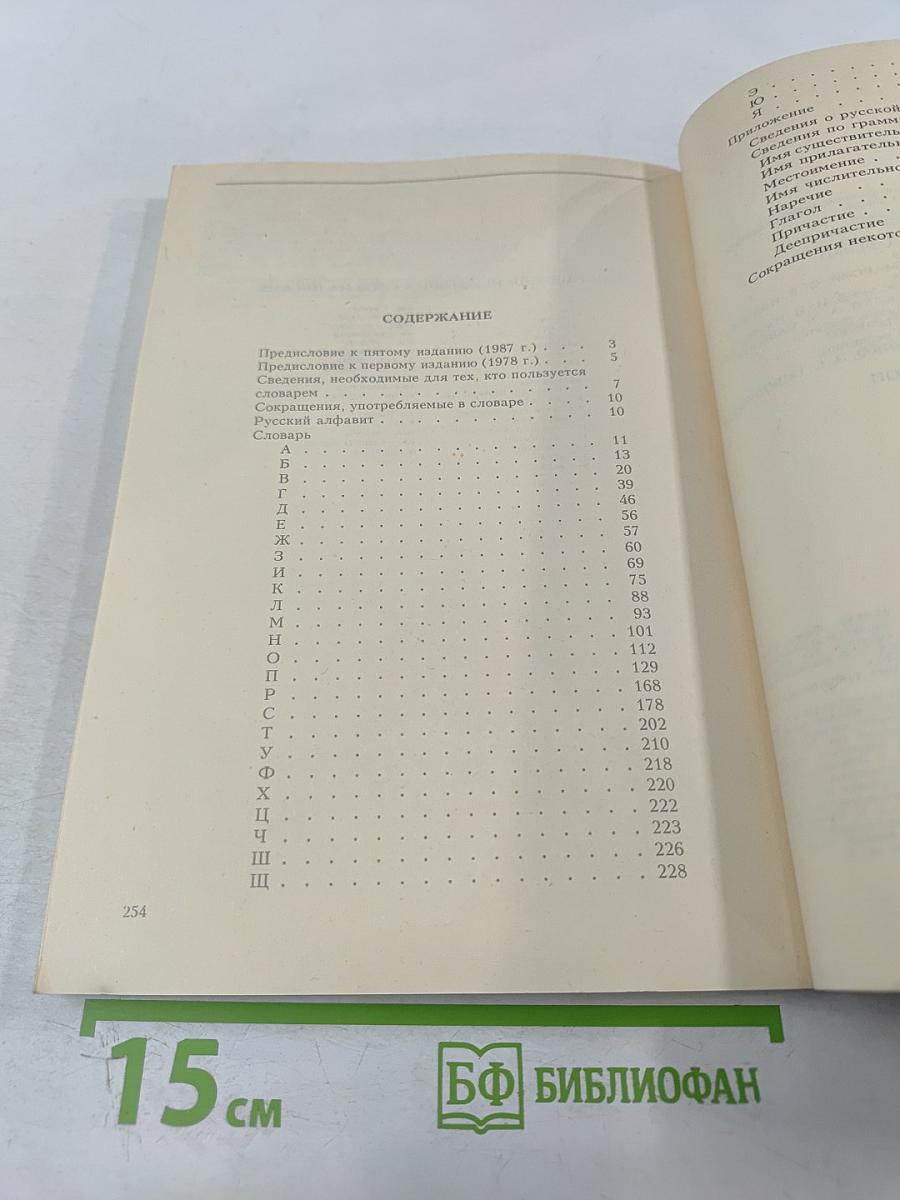 СОДЕРЖАНИЕ
Предисловие к пятому изданию (1987 г.) . . . 3
Предисловие к первому изданию (1978 г.) . . . 5
Сведения, необходимые для тех, кто пользуется
словарем . . . . . . . . . . . . . . 7
Сокращения, употребляемые в словаре . . . . 10
Русский алфавит . . . . . . . . . . . 10
Словарь
А . . . . . . . . . . . . . . . 11
Б . . . . . . . . . . . . . . . 13
В . . . . . . . . . . . . . . . 20
Г . . . . . . . . . . . . . . . 39
Д . . . . . . . . . . . . . . . 46
Е . . . . . . . . . . . . . . . 56
Ж . . . . . . . . . . . . . . . 57
З . . . . . . . . . . . . . . . 60
И . . . . . . . . . . . . . . . 69
К . . . . . . . . . . . . . . . 75
Л . . . . . . . . . . . . . . . 88
М . . . . . . . . . . . . . . . 93
Н . . . . . . . . . . . . . . . 101
О . . . . . . . . . . . . . . . 112
П . . . . . . . . . . . . . . . 129
Р . . . . . . . . . . . . . . . 168
С . . . . . . . . . . . . . . . 178
Т . . . . . . . . . . . . . . . 202
У . . . . . . . . . . . . . . . 210
Ф . . . . . . . . . . . . . . . 218
Х . . . . . . . . . . . . . . . 220
Ц . . . . . . . . . . . . . . . 222
Ч . . . . . . . . . . . . . . . 223
Ш . . . . . . . . . . . . . . . 226
Щ . . . . . . . . . . . . . . . 228
254
Э . . . . . .
Ю . . . . . .
Я . . . . . .
Приложение
Сведения о русской
Сведения по грамм
Имя существитель
Имя прилагательн
Местоимение . .
Имя числительно
Наречие . .
Глагол . . .
Причастие . .
Деепричастие
Сокращения некото
15 см
БФ БИБЛИОФАН